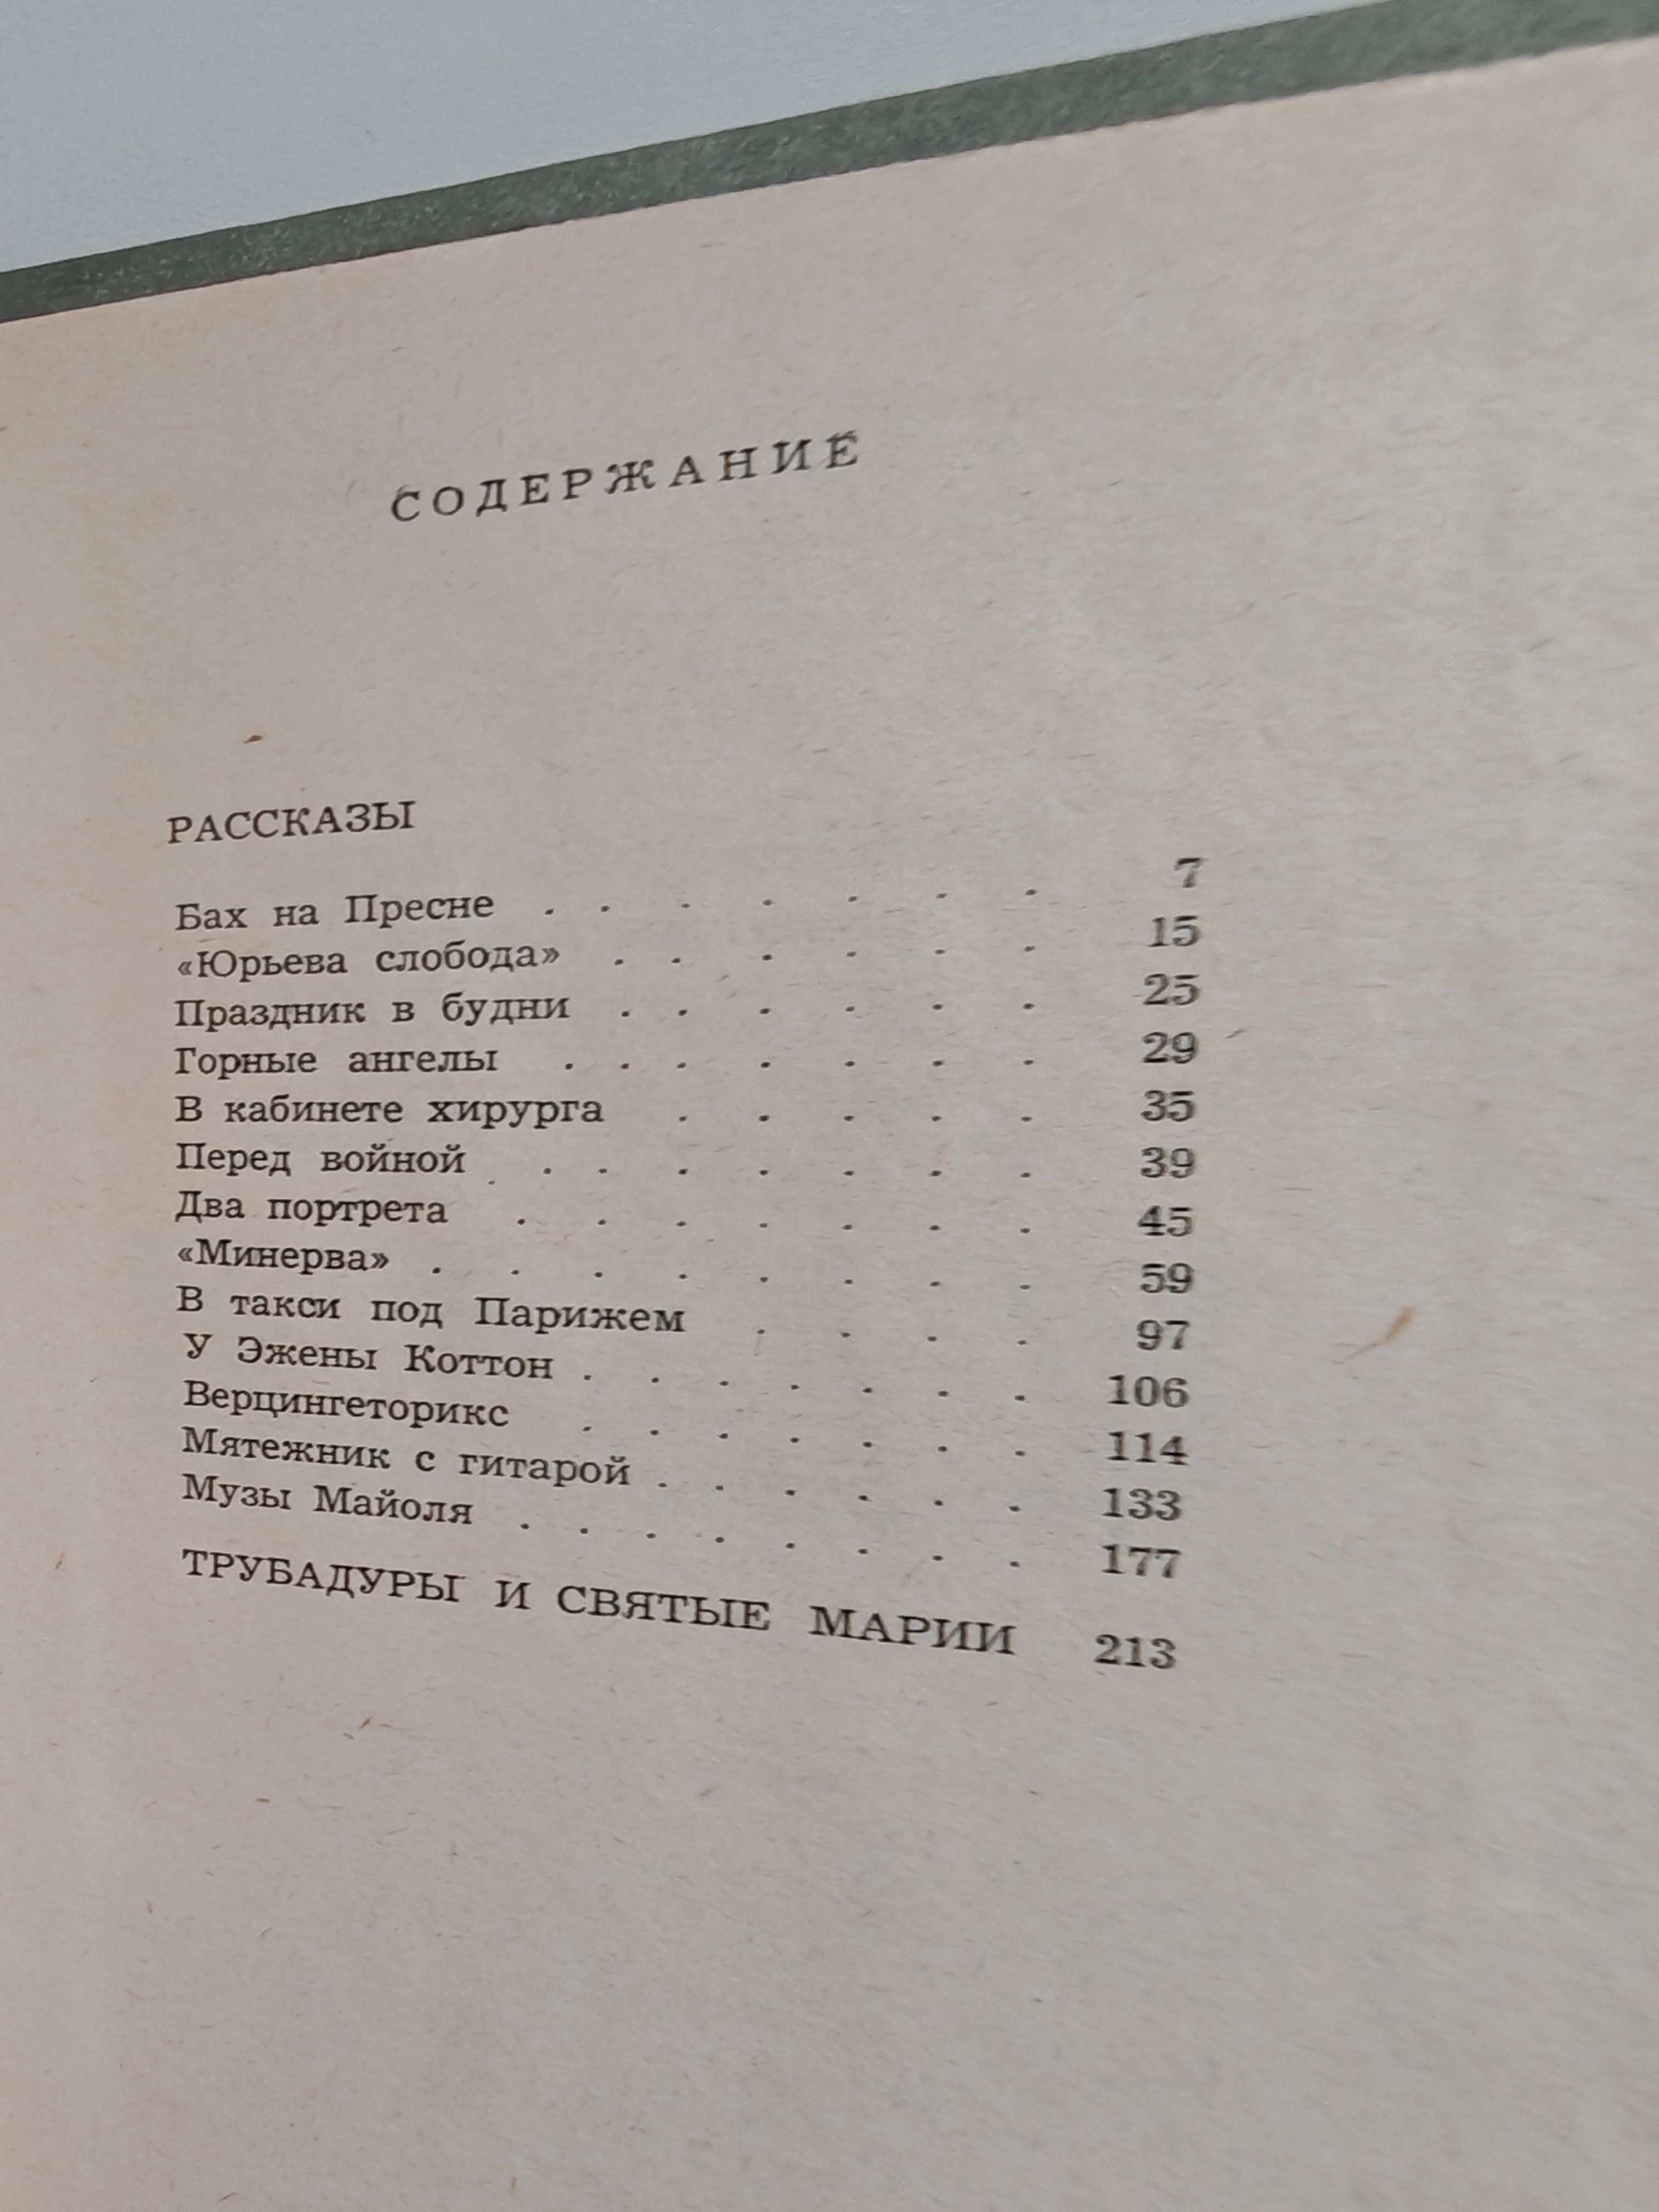 СОДЕРЖАНИЕ
РАССКАЗЫ
Бах на Пресне . . . . . . . 7
«Юрьева слобода» . . . . . . 15
Праздник в будни . . . . . . 25
Горные ангелы . . . . . . . 29
В кабинете хирурга . . . . . 35
Перед войной . . . . . . . 39
Два портрета . . . . . . . 45
«Минерва» . . . . . . . . 59
В такси под Парижем . . . . 97
У Эжены Коттон . . . . . . . 106
Верцингеторикс . . . . . . . 114
Мятежник с гитарой . . . . . . 133
Музы Майоля . . . . . . . . 177
ТРУБАДУРЫ И СВЯТЫЕ МАРИИ 213